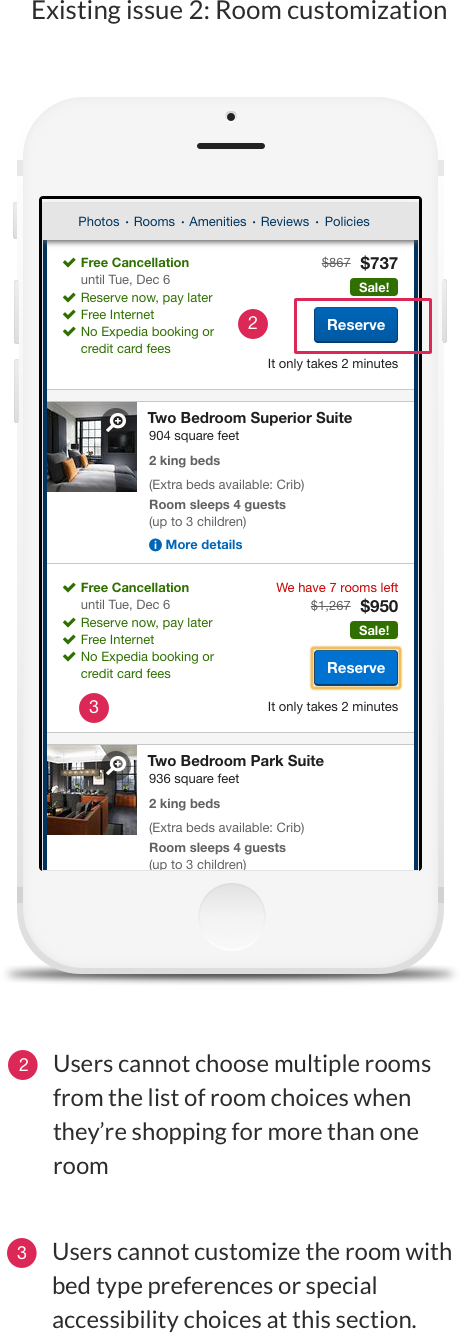 Existing issue 2: Room customization
Photos · Rooms · Amenities · Reviews · Policies
Free Cancellation
until Tue, Dec 6
Reserve now, pay later
Free Internet
No Expedia booking or
credit card fees
$867 $737
Sale!
2
Reserve
It only takes 2 minutes
Two Bedroom Superior Suite
904 square feet
2 king beds
(Extra beds available: Crib)
Room sleeps 4 guests
(up to 3 children)
i More details
Free Cancellation
until Tue, Dec 6
Reserve now, pay later
Free Internet
No Expedia booking or
credit card fees
We have 7 rooms left
$1,267 $950
Sale!
Reserve
3
It only takes 2 minutes
Two Bedroom Park Suite
936 square feet
2 king beds
(Extra beds available: Crib)
Room sleeps 4 guests
(up to 3 children)
2 Users cannot choose multiple rooms
from the list of room choices when
they’re shopping for more than one
room
3 Users cannot customize the room with
bed type preferences or special
accessibility choices at this section.